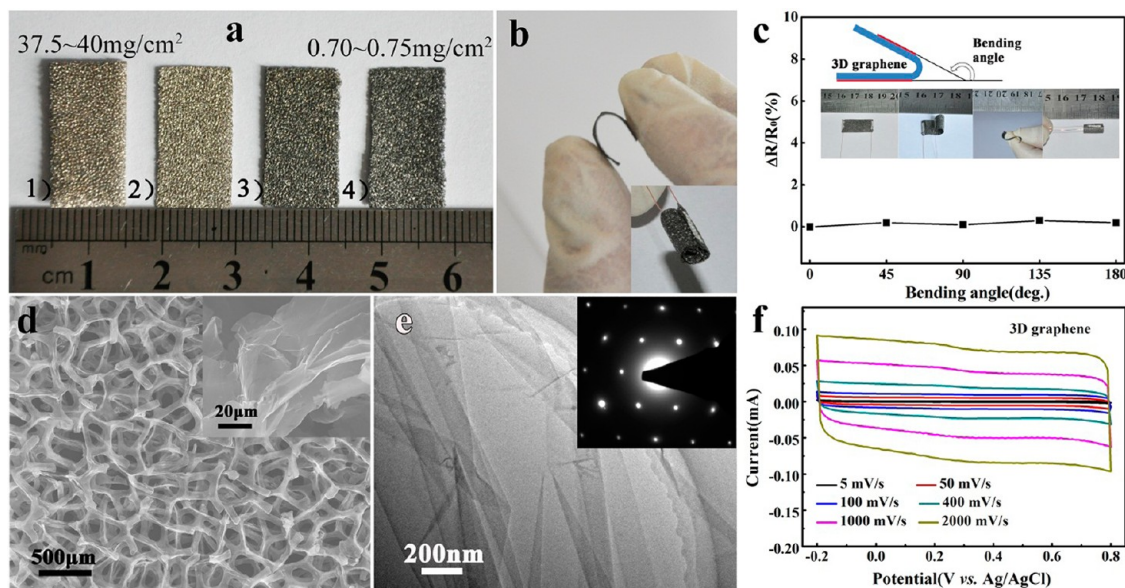 a
37.5~40mg/cm²
0.70~0.75mg/cm²
1)
2)
3)
4)
mm
cm 1 2 3 4 5 6
b
c
ΔR/R₀(%)
10
8
6
4
2
0
3D graphene
Bending
angle
0 45 90 135 180
Bending angle(deg.)
d
20μm
500μm
e
200nm
f
3D graphene
Current(mA)
0.10
0.05
0.00
-0.05
-0.10
-0.15
-0.20
5 mV/s
50 mV/s
100 mV/s
400 mV/s
1000 mV/s
2000 mV/s
-0.2 0.0 0.2 0.4 0.6 0.8
Potential(V vs. Ag/AgCl)